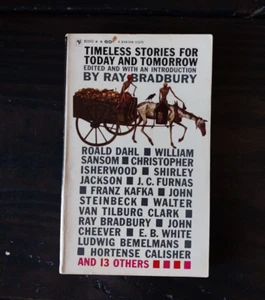 60¢
TIMELESS STORIES FOR
TODAY AND TOMORROW
EDITED AND WITH AN INTRODUCTION
BY RAY BRADBURY
ROALD DAHL ■ WILLIAM
SANSOM ■ CHRISTOPHER
ISHERWOOD ■ SHIRLEY
JACKSON ■ J. C. FURNAS
■ FRANZ KAFKA ■ JOHN
STEINBECK ■ WALTER
VAN TILBURG CLARK ■
RAY BRADBURY ■ JOHN
CHEEVER ■ E. B. WHITE
LUDWIG BEMELMANS ■
■ HORTENSE CALISHER
AND 13 OTHERS ■ ■ ■ ■